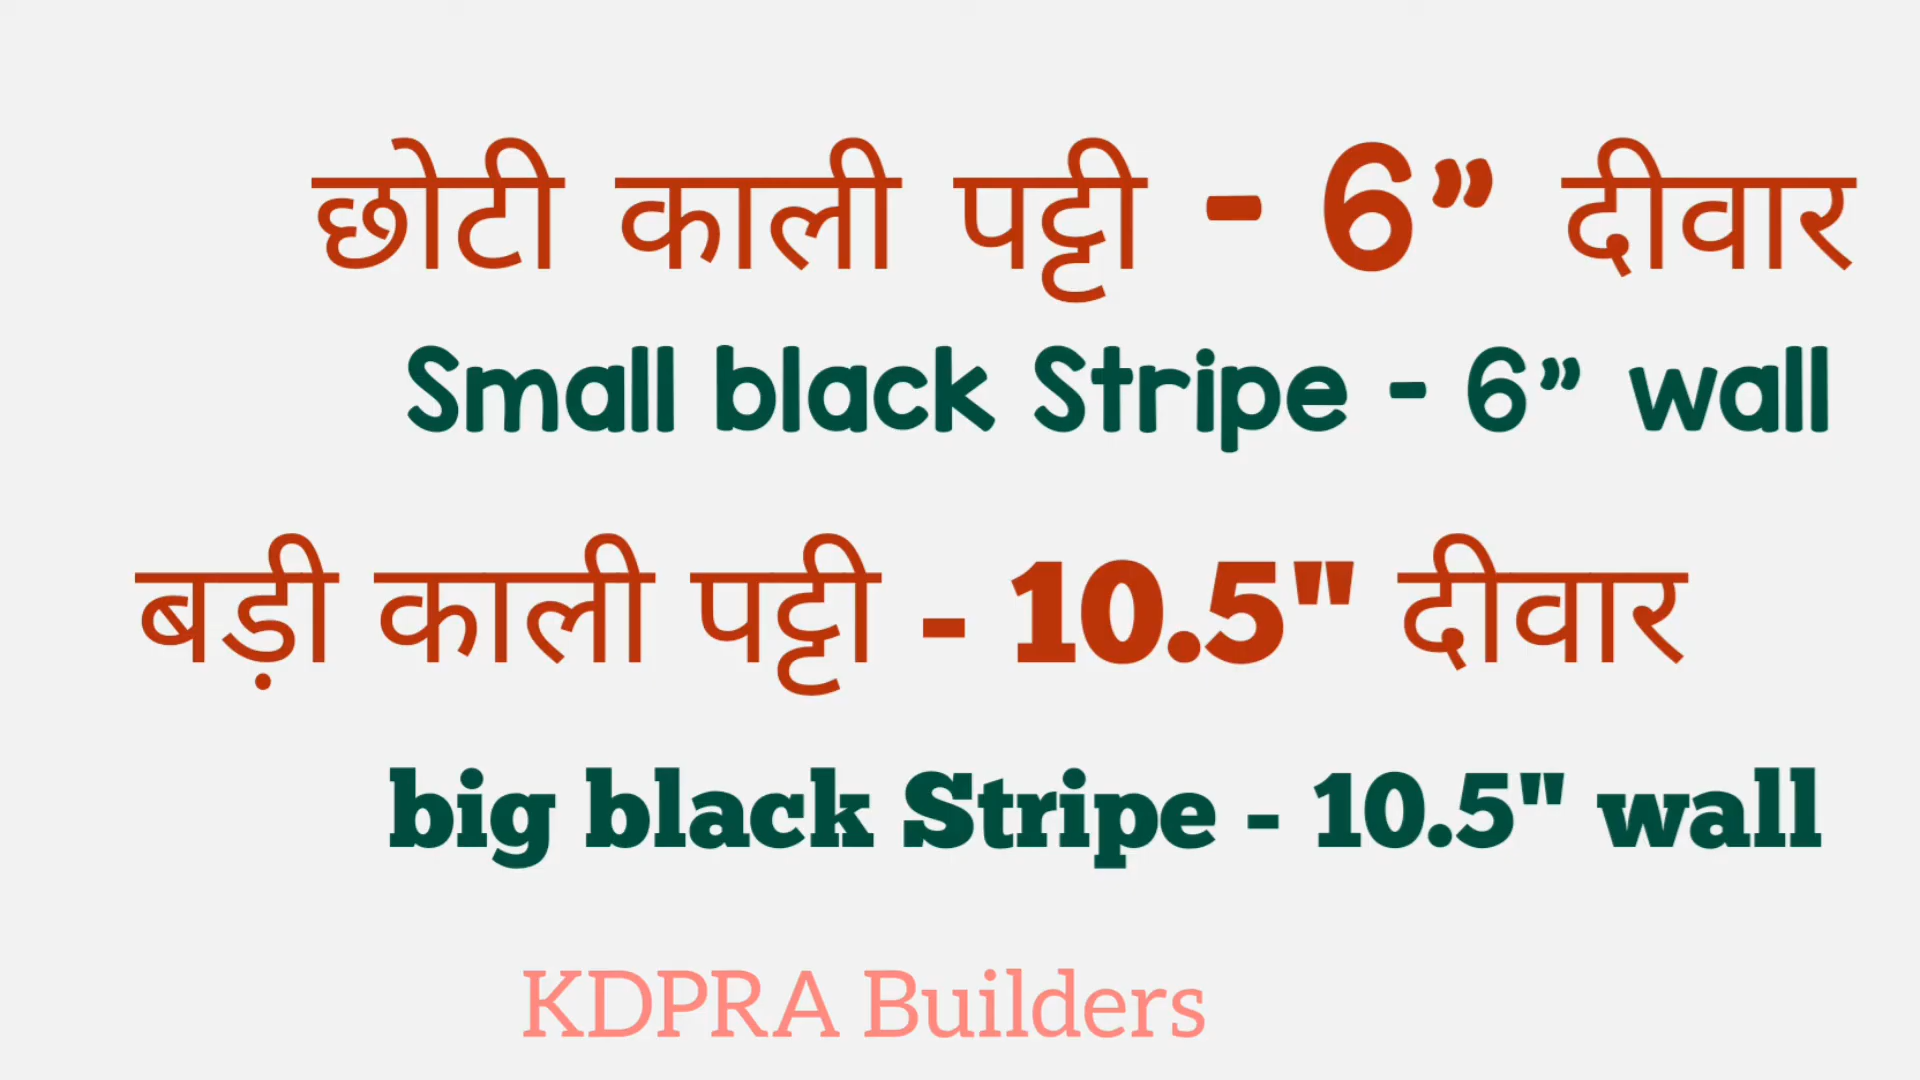 छोटी काली पट्टी - 6” दीवार
Small black Stripe - 6” wall
बड़ी काली पट्टी - 10.5" दीवार
big black Stripe - 10.5" wall
KDPRA Builders